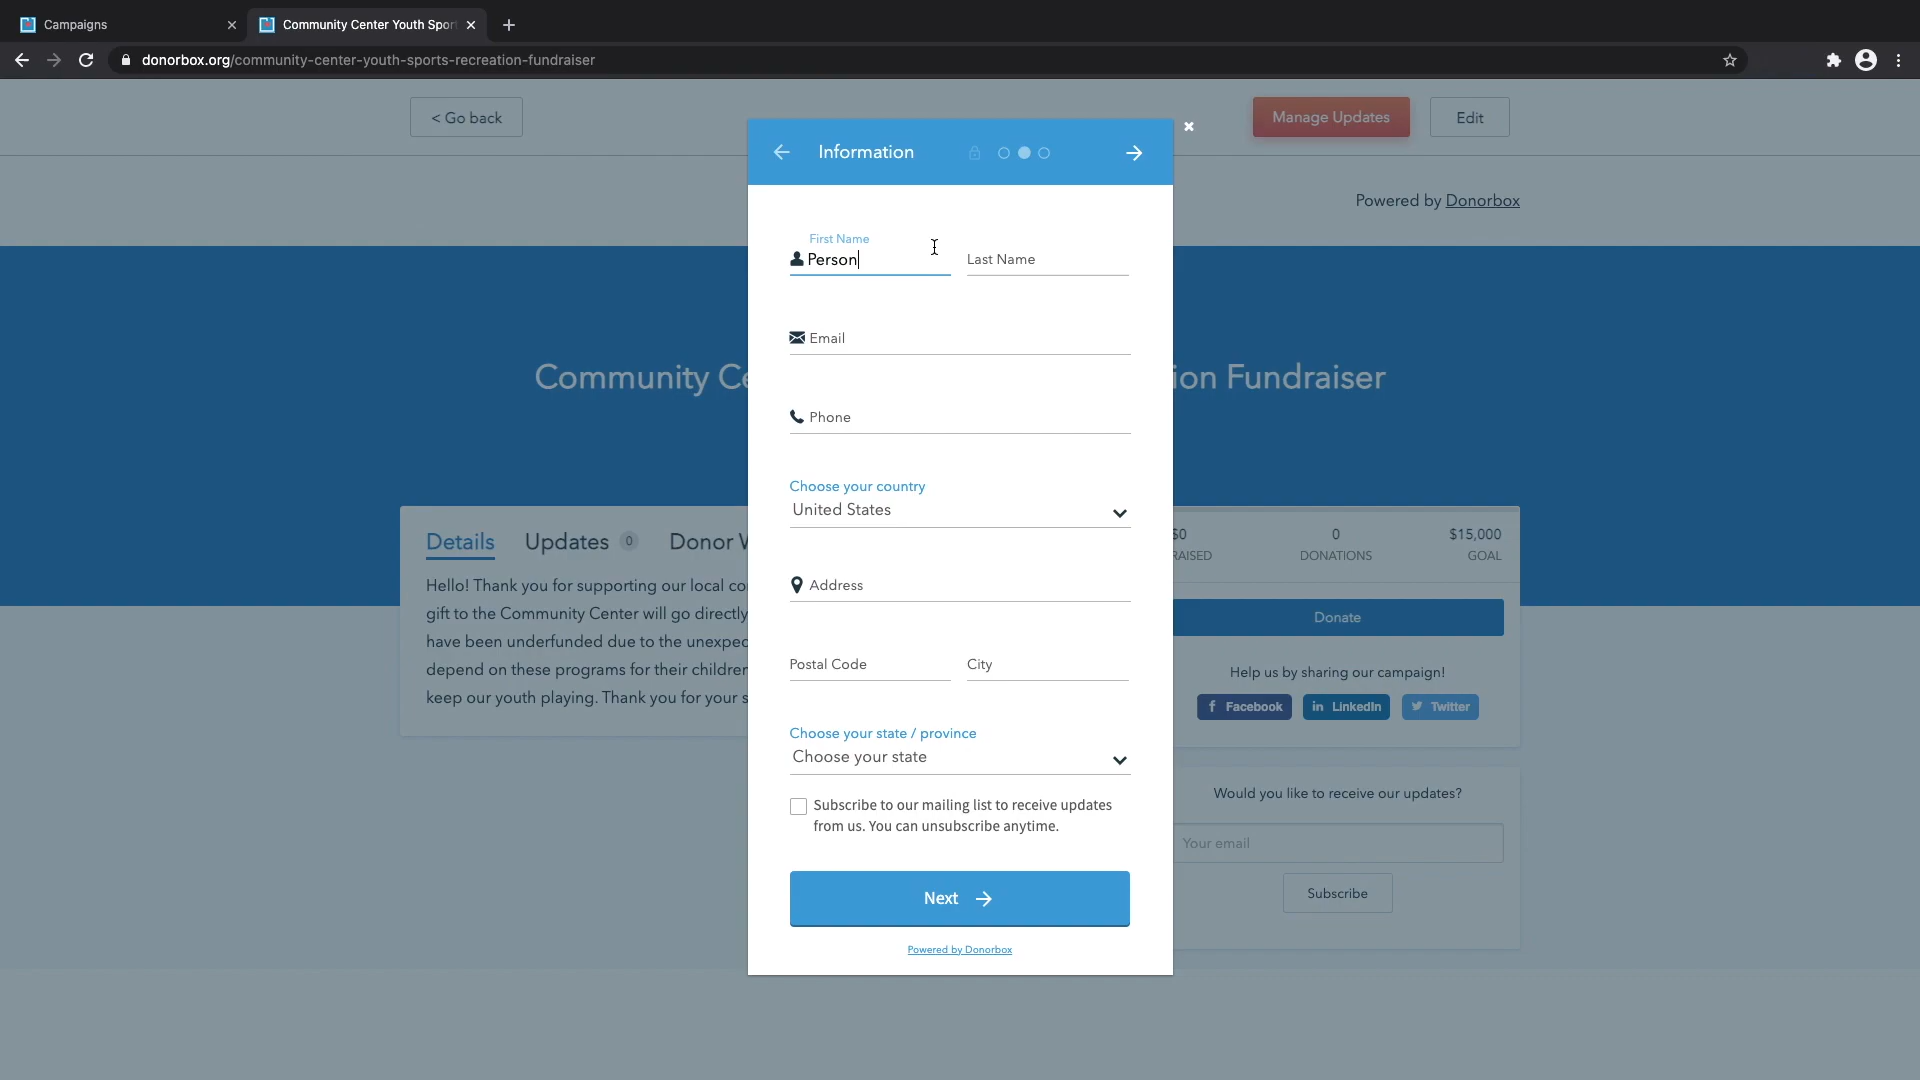 Campaigns
Community Center Youth Spor
donorbox.org/community-center-youth-sports-recreation-fundraiser
< Go back
Manage Updates
Edit
Information
Powered by Donorbox
First Name
Person
Last Name
Email
Community Ce
ion Fundraiser
Phone
Choose your country
United States
Details
Updates 0
Donor W
$0
RAISED
0
DONATIONS
$15,000
GOAL
Hello! Thank you for supporting our local co
gift to the Community Center will go directly
have been underfunded due to the unexpec
depend on these programs for their children
keep our youth playing. Thank you for your s
Address
Donate
Postal Code
City
Help us by sharing our campaign!
Facebook
LinkedIn
Twitter
Choose your state / province
Choose your state
Subscribe to our mailing list to receive updates
from us. You can unsubscribe anytime.
Would you like to receive our updates?
Your email
Subscribe
Next
Powered by Donorbox